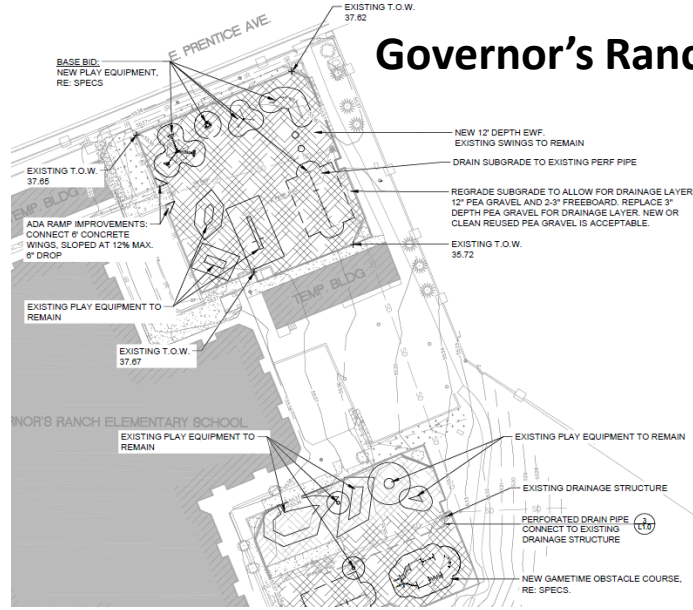 EXISTING T.O.W.
37.62
Governor's Ranc
E. PRENTICE AVE.
BASE BID:
NEW PLAY EQUIPMENT,
RE: SPECS
NEW 12' DEPTH EWF.
EXISTING SWINGS TO REMAIN
DRAIN SUBGRADE TO EXISTING PERF PIPE
EXISTING T.O.W.
37.65
TEMP. BLDG
REGRADE SUBGRADE TO ALLOW FOR DRAINAGE LAYER
12" PEA GRAVEL AND 2-3" FREEBOARD. REPLACE 3"
DEPTH PEA GRAVEL FOR DRAINAGE LAYER. NEW OR
CLEAN REUSED PEA GRAVEL IS ACCEPTABLE.
ADA RAMP IMPROVEMENTS:
CONNECT 6' CONCRETE
WINGS, SLOPED AT 12% MAX.
6" DROP
EXISTING T.O.W.
35.72
TEMP. BLDG
EXISTING PLAY EQUIPMENT TO
REMAIN
EXISTING T.O.W.
37.67
NOR'S RANCH ELEMENTARY SCHOOL
EXISTING PLAY EQUIPMENT TO
REMAIN
EXISTING PLAY EQUIPMENT TO REMAIN
EXISTING DRAINAGE STRUCTURE
PERFORATED DRAIN PIPE
CONNECT TO EXISTING
DRAINAGE STRUCTURE
3
L1.0
NEW GAMETIME OBSTACLE COURSE,
RE: SPECS.